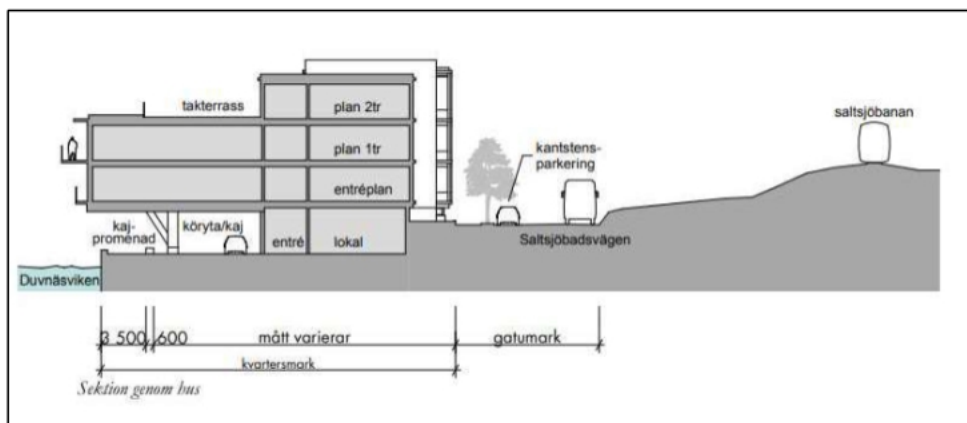 saltsjöbanan
takterrass
plan 2tr
plan 1tr
kantstens-
parkering
entréplan
kaj-
promenad
köryta/kaj
entré
lokal
Saltsjöbadsvägen
Duvnäsviken
3 500
600
mått varierar
gatumark
kvartersmark
Sektion genom hus